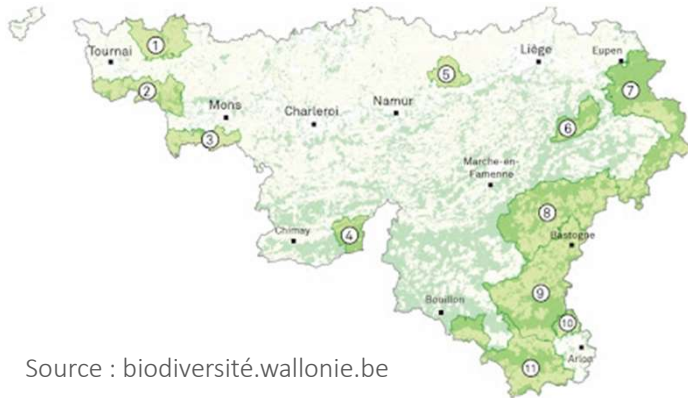 1
Tournai
Liège
Eupen
5
2
7
Mons
Namur
Charleroi
6
3
Marche-en-
Famenne
8
Chimay
4
Bastogne
9
Bouillon
10
Arlon
11
Source : biodiversité.wallonie.be